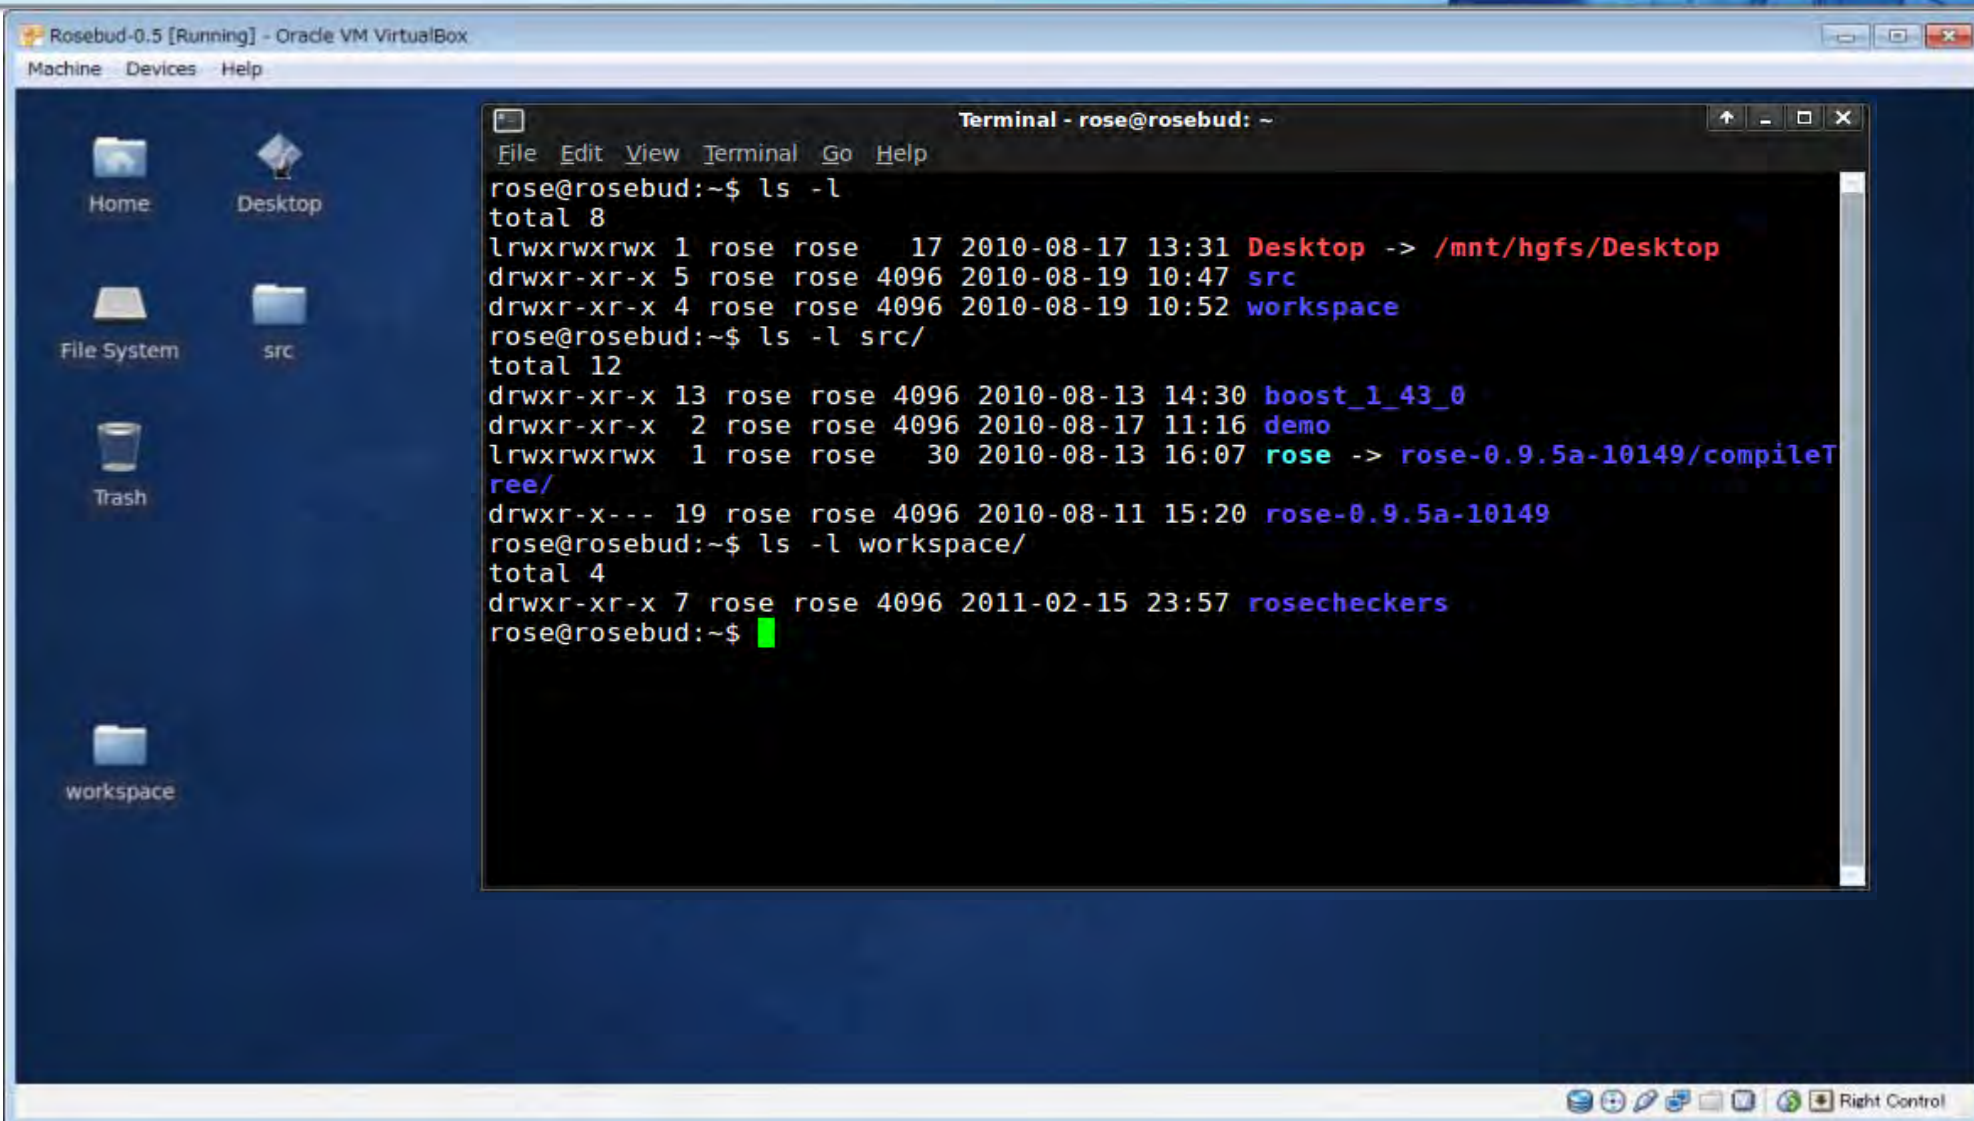 Rosebud-0.5 [Running] - Oracle VM VirtualBox
Machine Devices Help
Home
Desktop
File System
src
Trash
workspace
Terminal - rose@rosebud: ~
File Edit View Terminal Go Help
rose@rosebud:~$ ls -l
total 8
lrwxrwxrwx 1 rose rose   17 2010-08-17 13:31 Desktop -> /mnt/hgfs/Desktop
drwxr-xr-x 5 rose rose 4096 2010-08-19 10:47 src
drwxr-xr-x 4 rose rose 4096 2010-08-19 10:52 workspace
rose@rosebud:~$ ls -l src/
total 12
drwxr-xr-x 13 rose rose 4096 2010-08-13 14:30 boost_1_43_0
drwxr-xr-x  2 rose rose 4096 2010-08-17 11:16 demo
lrwxrwxrwx  1 rose rose   30 2010-08-13 16:07 rose -> rose-0.9.5a-10149/compileT
ree/
drwxr-x--- 19 rose rose 4096 2010-08-11 15:20 rose-0.9.5a-10149
rose@rosebud:~$ ls -l workspace/
total 4
drwxr-xr-x 7 rose rose 4096 2011-02-15 23:57 rosecheckers
rose@rosebud:~$
Right Control